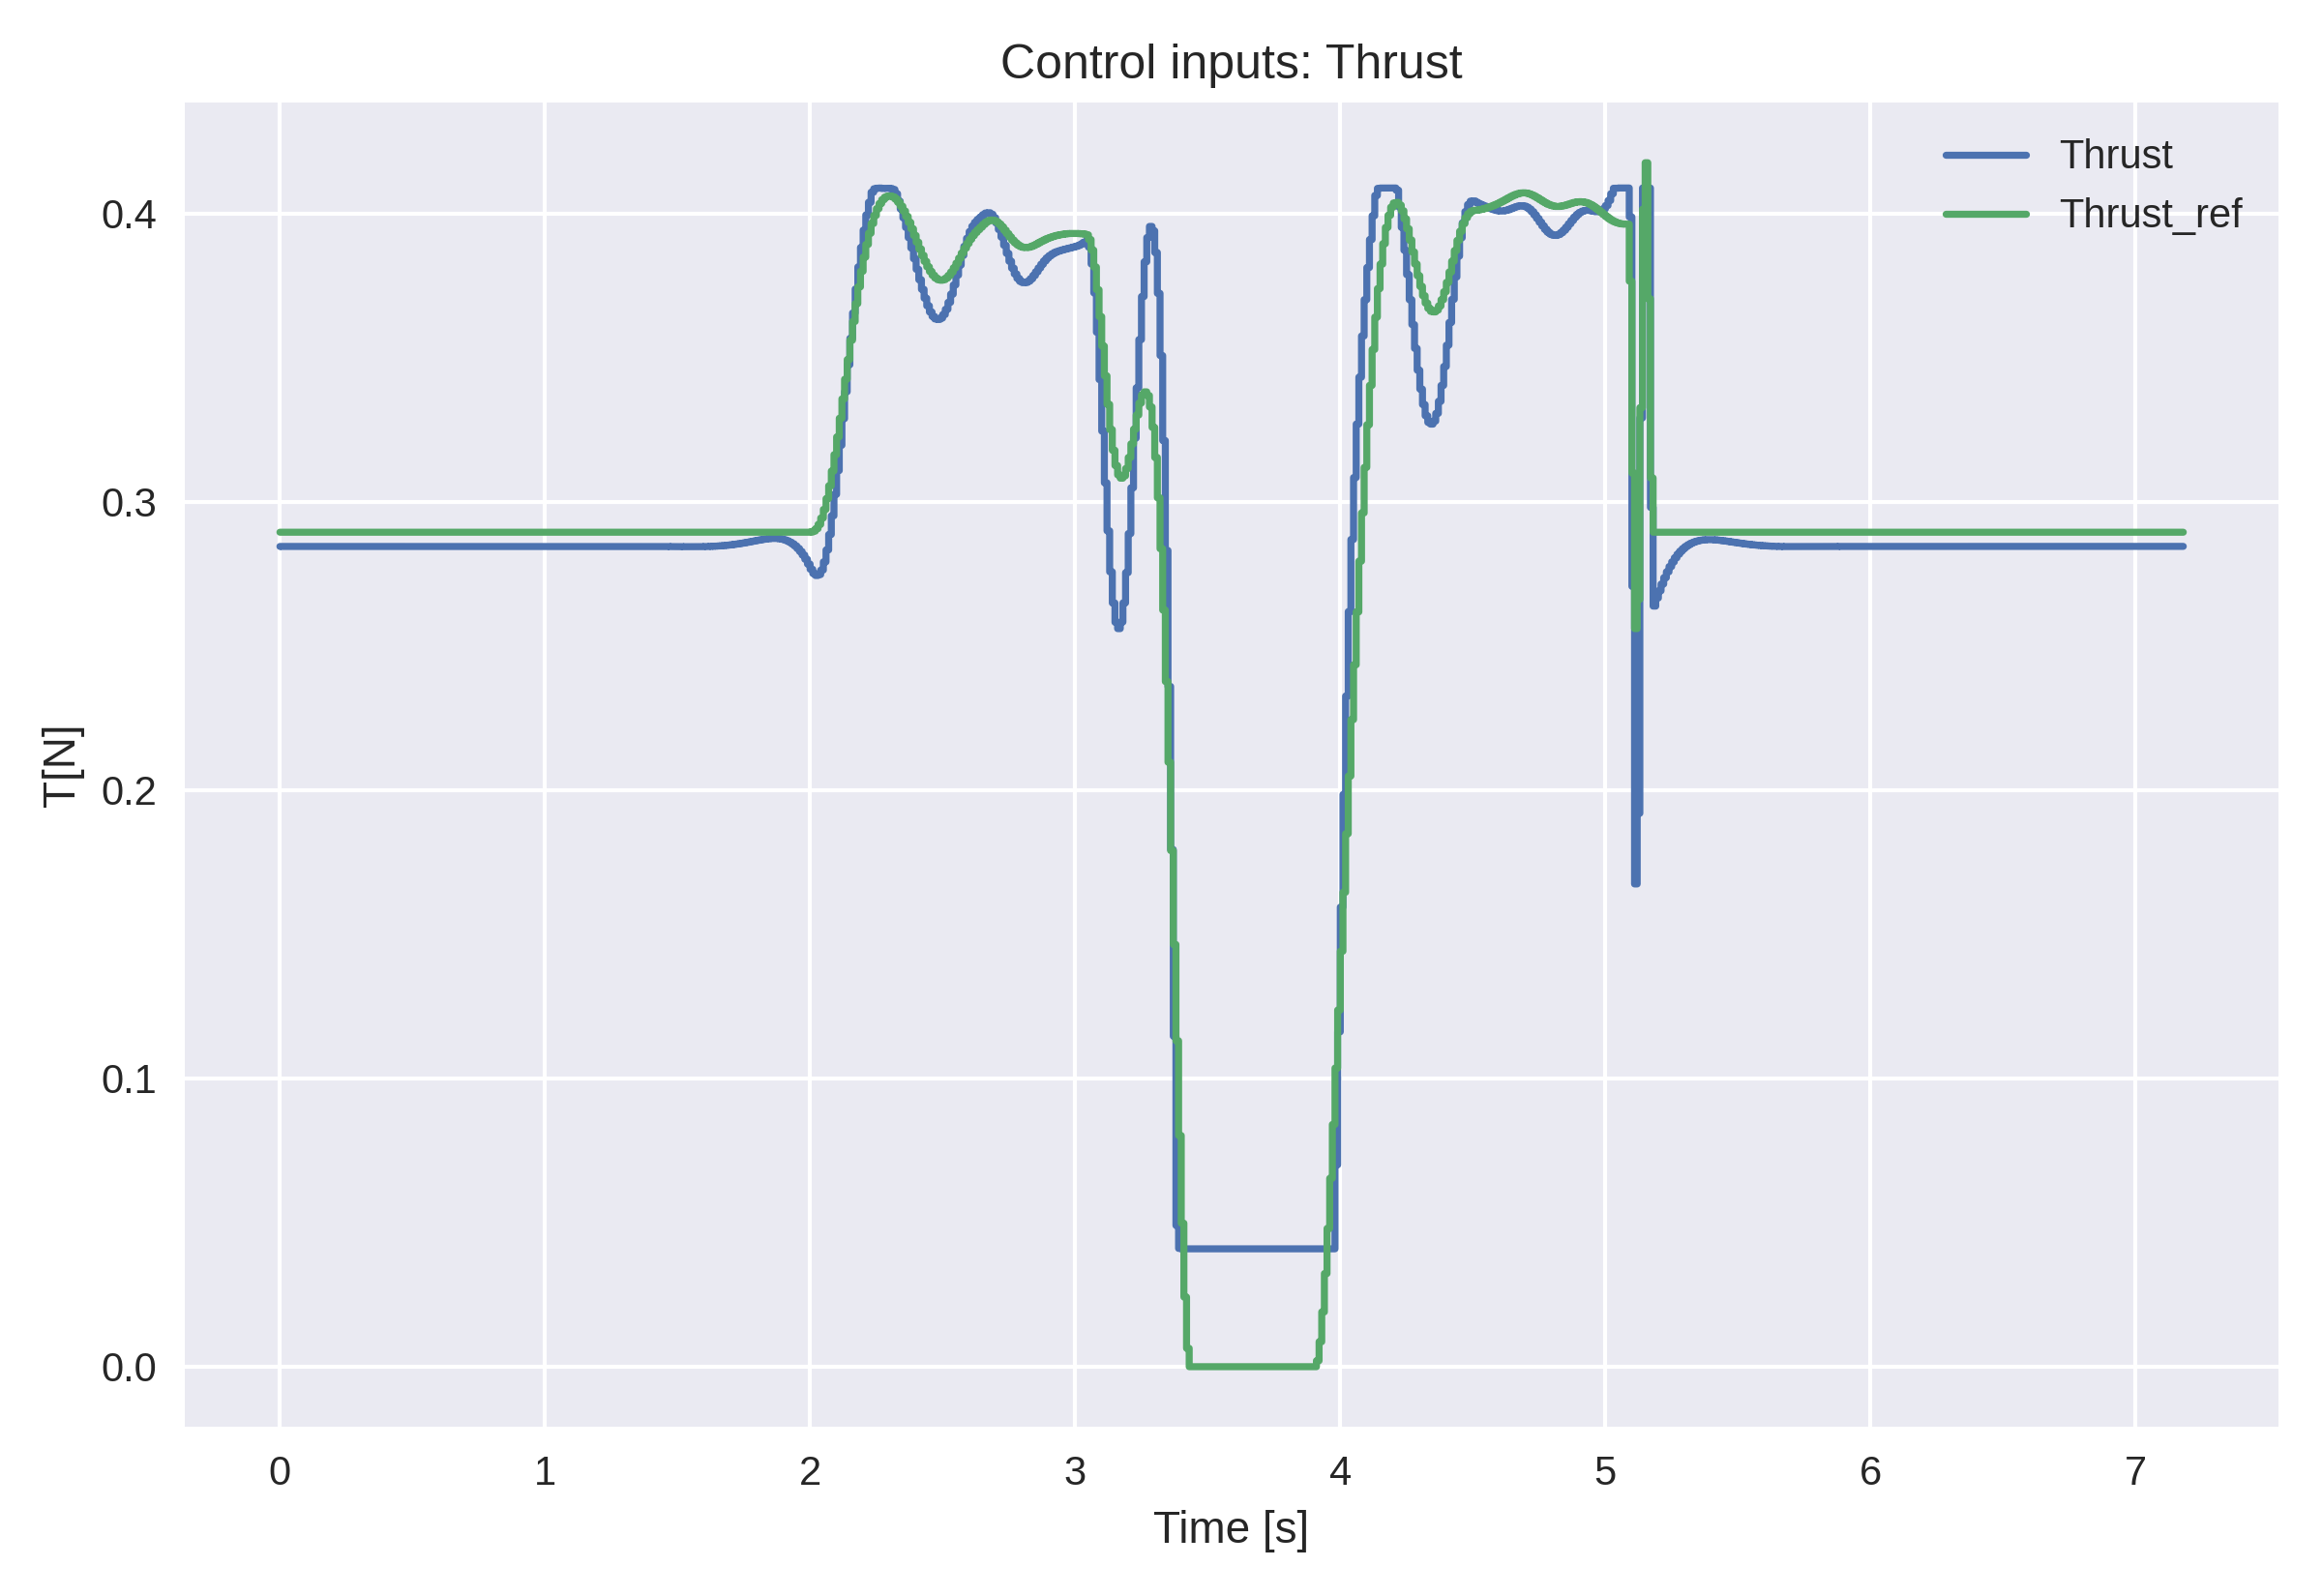 Control inputs: Thrust
Thrust
Thrust_ref
T[N]
0.4
0.3
0.2
0.1
0.0
0 1 2 3 4 5 6 7
Time [s]